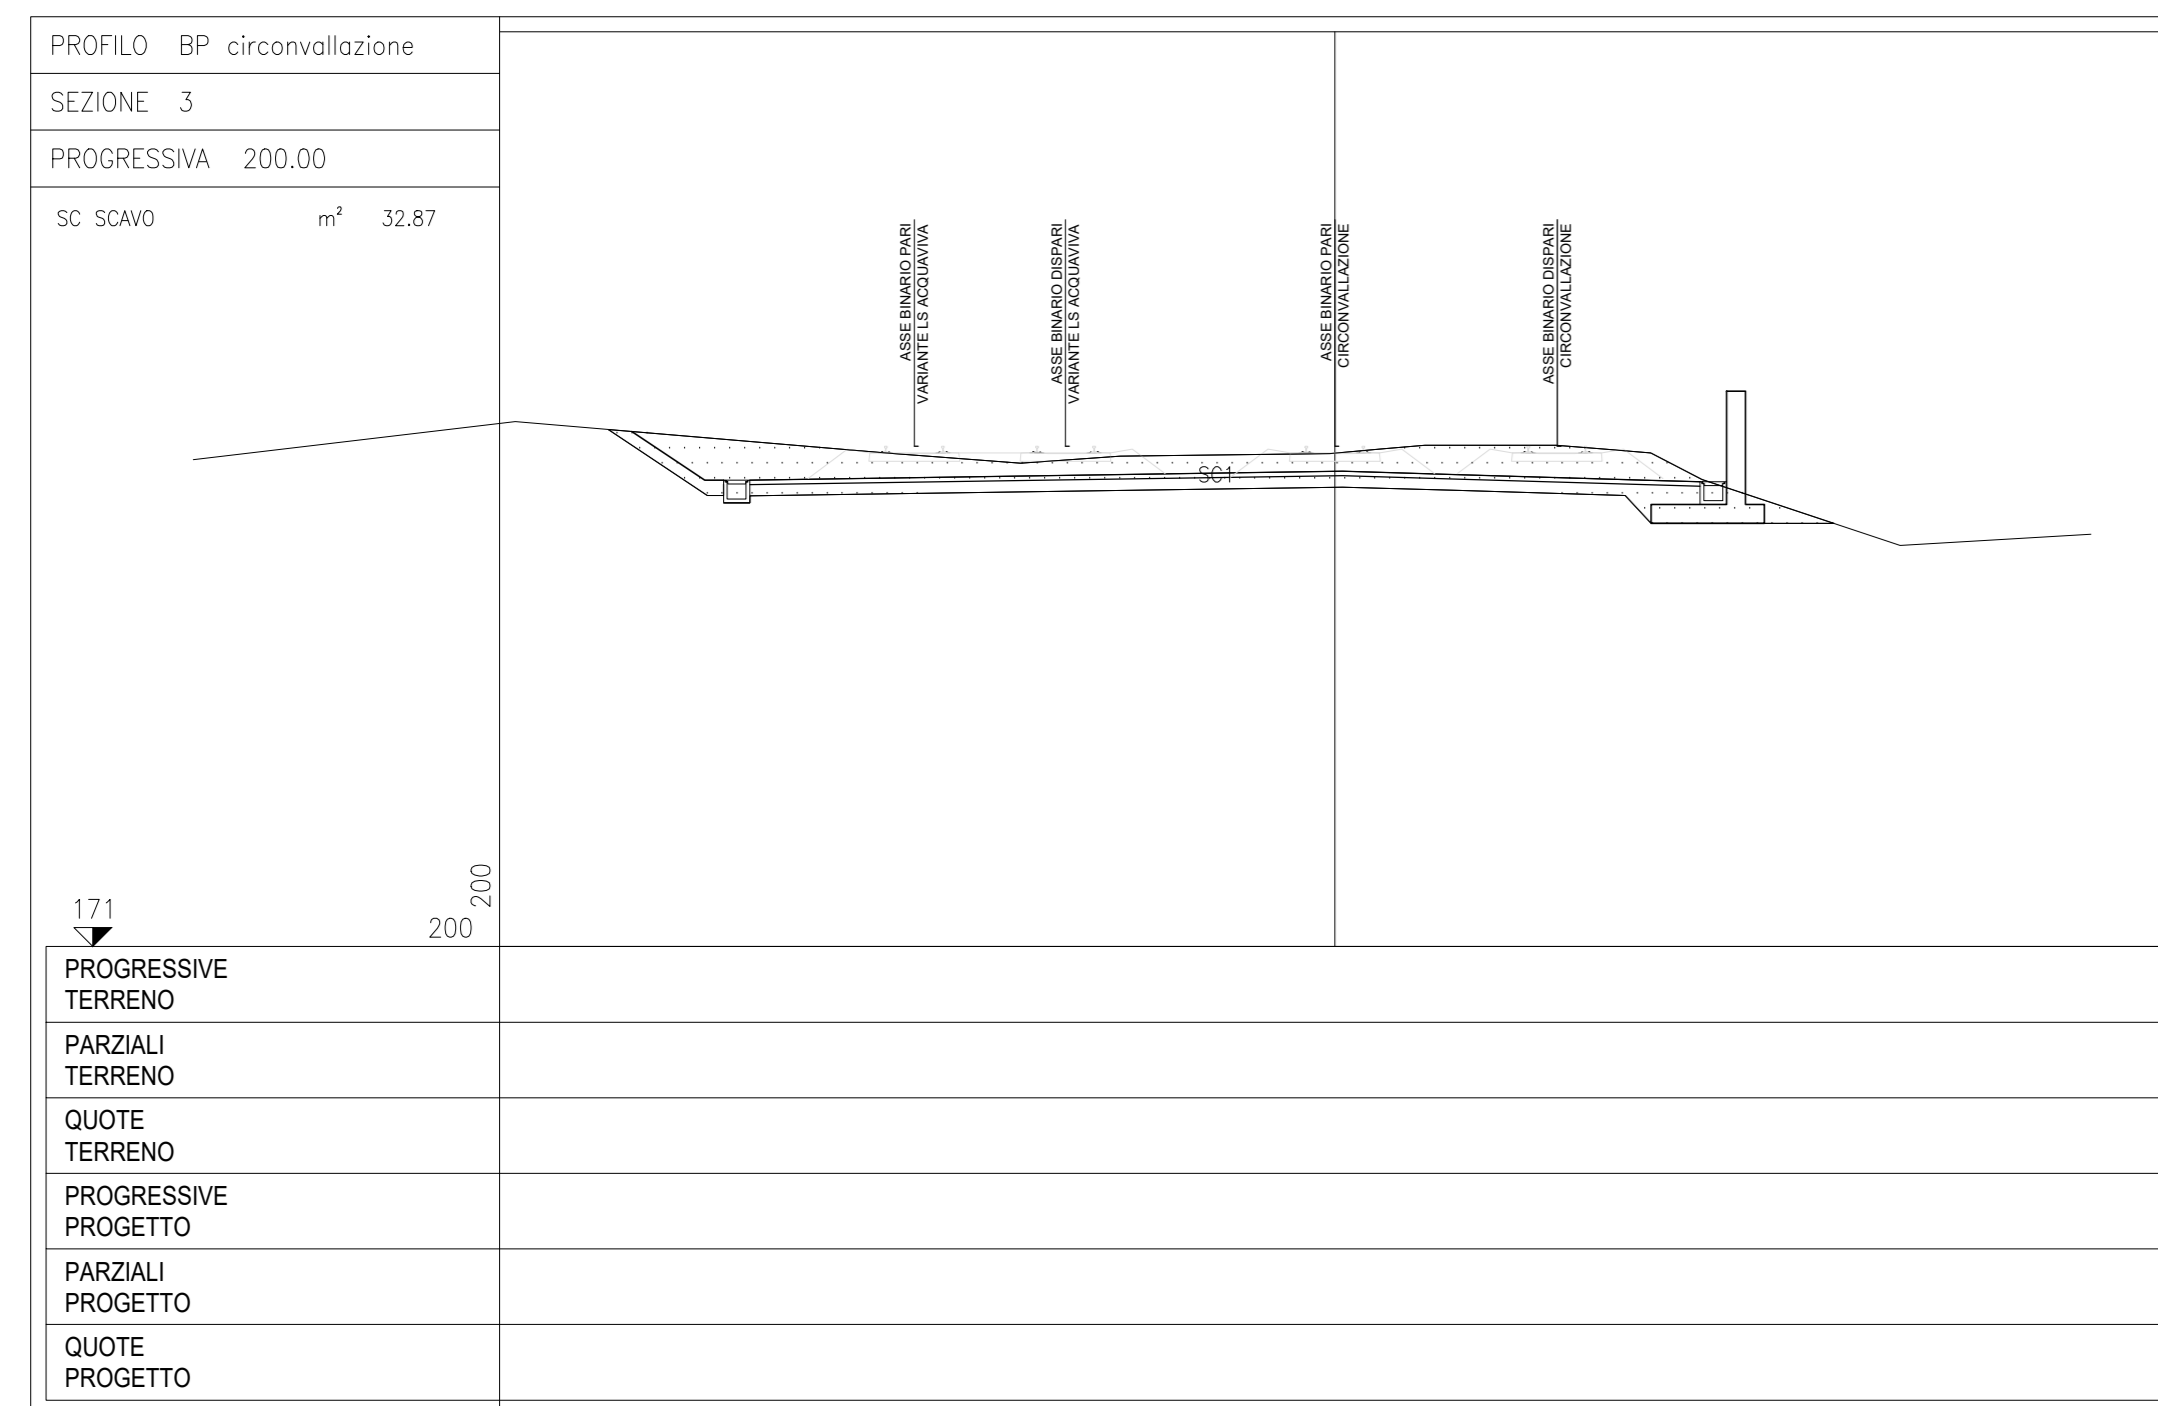 PROFILO BP circonvallazione
SEZIONE 3
PROGRESSIVA 200.00
SC SCAVO m² 32.87
ASSE BINARIO PARI
VARIANTE LS ACQUAVIVA
ASSE BINARIO DISPARI
VARIANTE LS ACQUAVIVA
ASSE BINARIO PARI
CIRCONVALLAZIONE
ASSE BINARIO DISPARI
CIRCONVALLAZIONE
SC1
171
200
200
PROGRESSIVE
TERRENO
PARZIALI
TERRENO
QUOTE
TERRENO
PROGRESSIVE
PROGETTO
PARZIALI
PROGETTO
QUOTE
PROGETTO